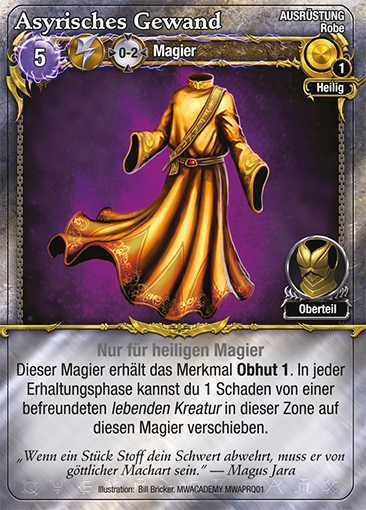 Asyrisches Gewand
AUSRÜSTUNG
Robe
5
0-2
Magier
1
Heilig
Oberteil
Nur für heiligen Magier
Dieser Magier erhält das Merkmal Obhut 1. In jeder
Erhaltungsphase kannst du 1 Schaden von einer
befreundeten lebenden Kreatur in dieser Zone auf
diesen Magier verschieben.
„Wenn ein Stück Stoff dein Schwert abwehrt, muss er von
göttlicher Machart sein.” — Magus Jara
Illustration: Bill Bricker. MWACADEMY MWAPRQ01